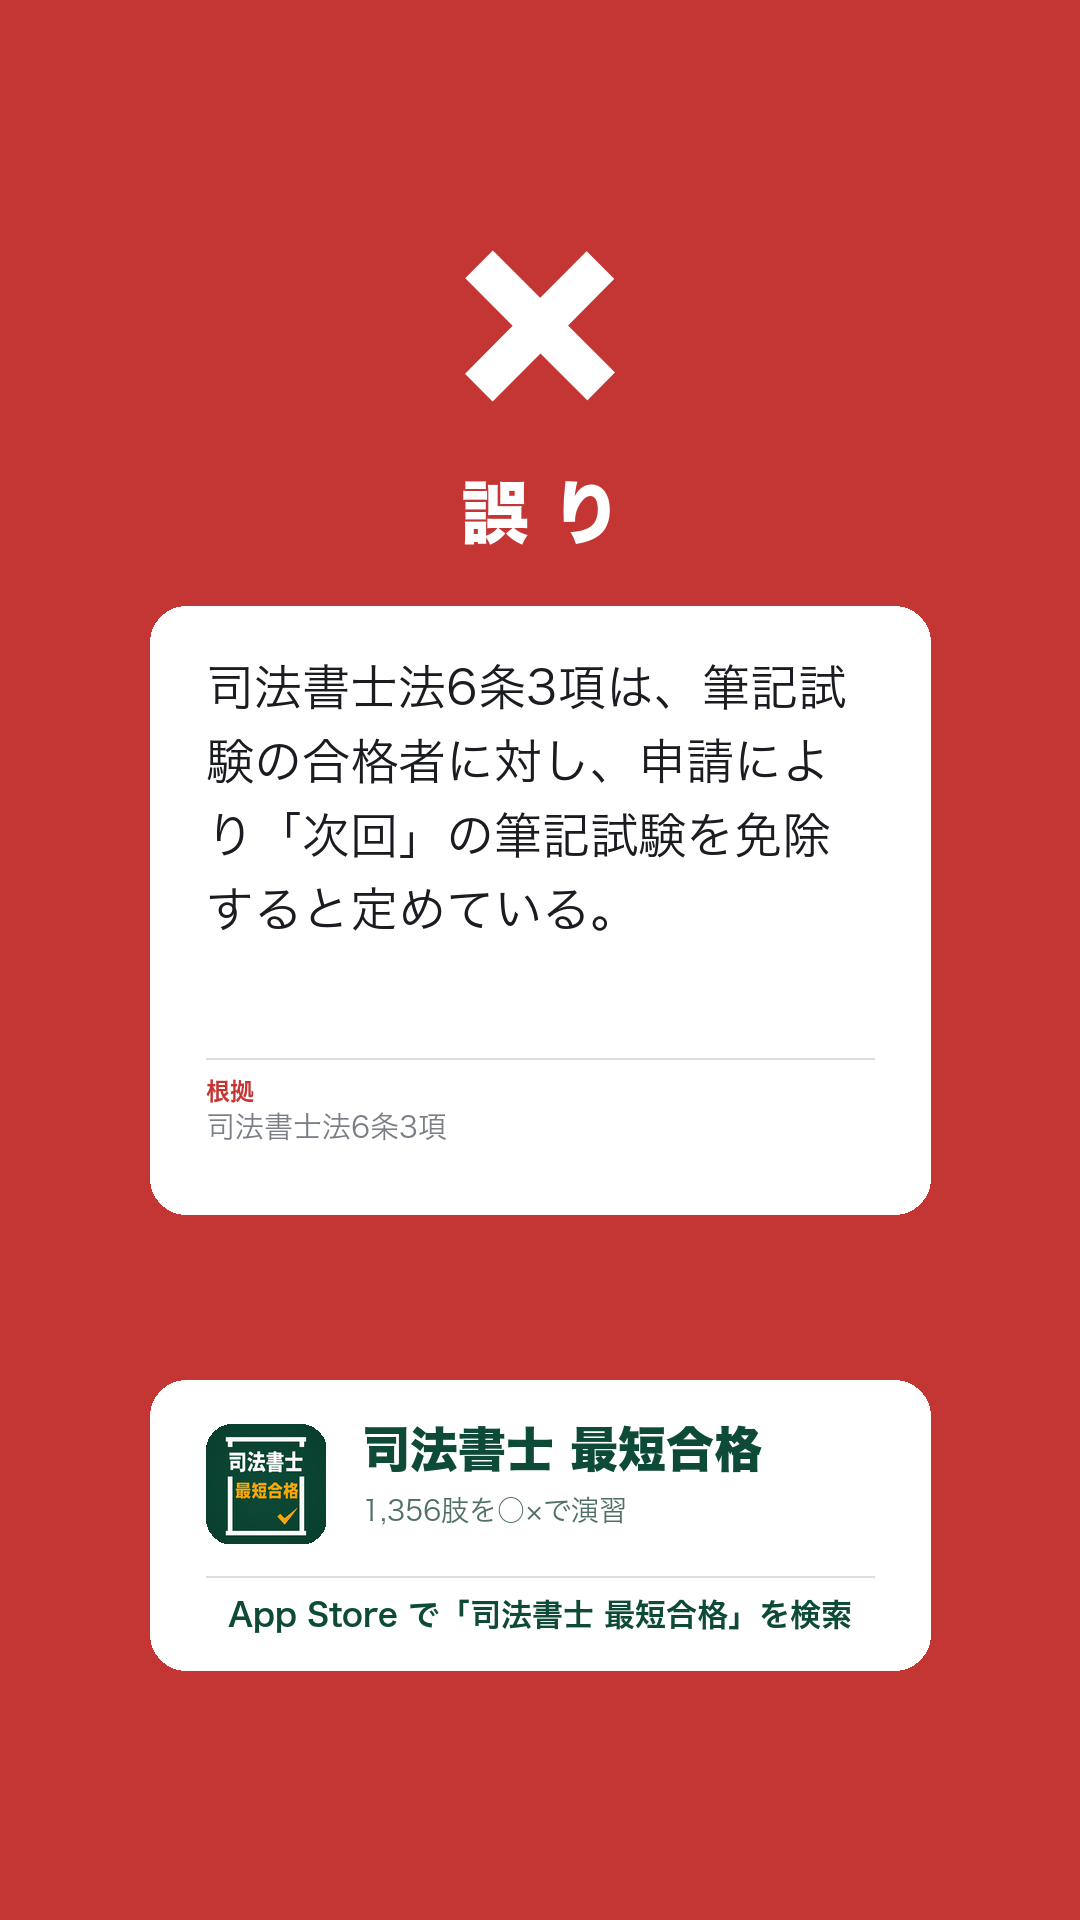 ×
誤り
司法書士法6条3項は、筆記試
験の合格者に対し、申請によ
り「次回」の筆記試験を免除
すると定めている。
根拠
司法書士法6条3項
司法書士
最短合格
司法書士 最短合格
1,356肢を○×で演習
App Store で「司法書士 最短合格」を検索